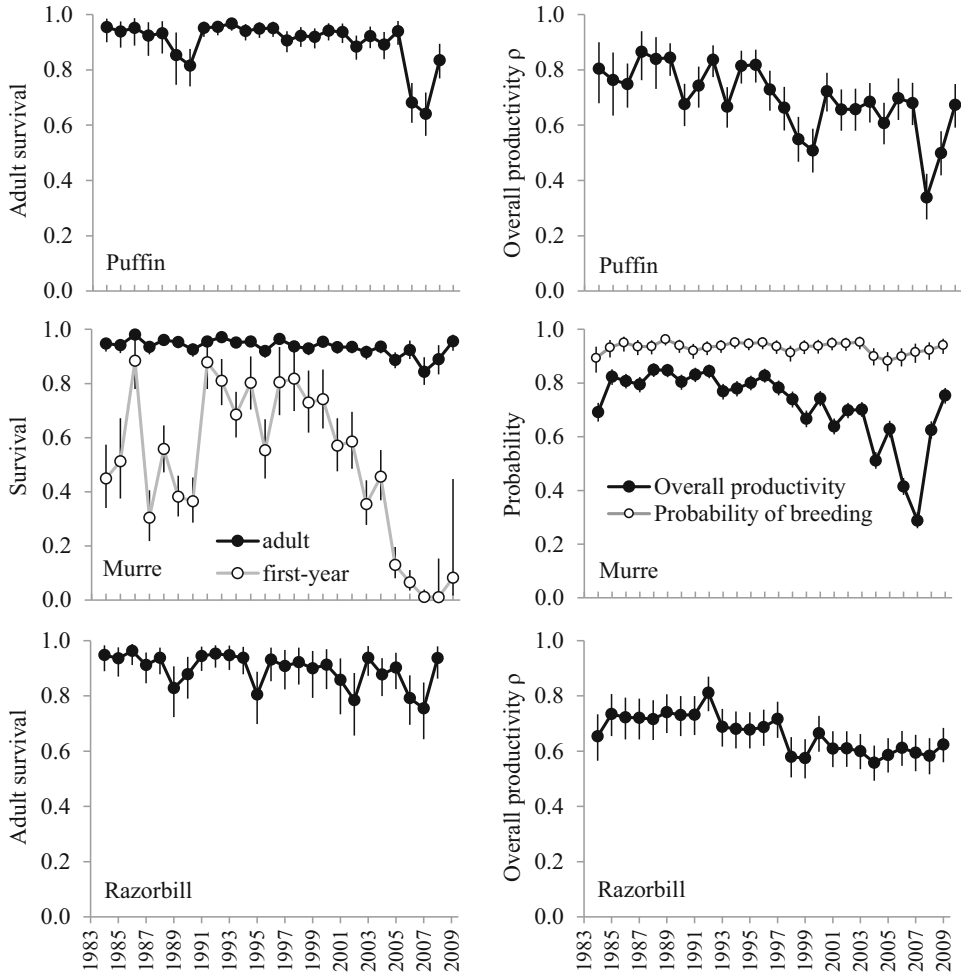 1.0
0.8
0.6
0.4
0.2
0.0
Adult survival
Puffin
1.0
0.8
0.6
0.4
0.2
0.0
Overall productivity ρ
Puffin
1.0
0.8
0.6
0.4
0.2
0.0
Survival
adult
first-year
Murre
1.0
0.8
0.6
0.4
0.2
0.0
Probability
Overall productivity
Probability of breeding
Murre
1.0
0.8
0.6
0.4
0.2
0.0
Adult survival
Razorbill
1983 1985 1987 1989 1991 1993 1995 1997 1999 2001 2003 2005 2007 2009
1.0
0.8
0.6
0.4
0.2
0.0
Overall productivity ρ
Razorbill
1983 1985 1987 1989 1991 1993 1995 1997 1999 2001 2003 2005 2007 2009